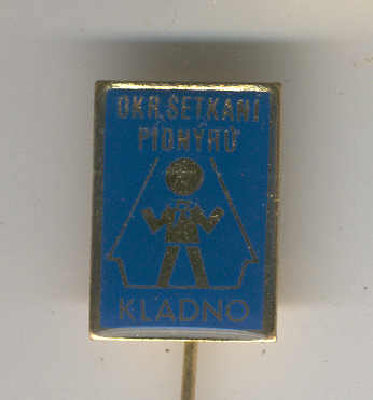 OKR.SETKÁNÍ
PIONÝRŮ
KLADNO